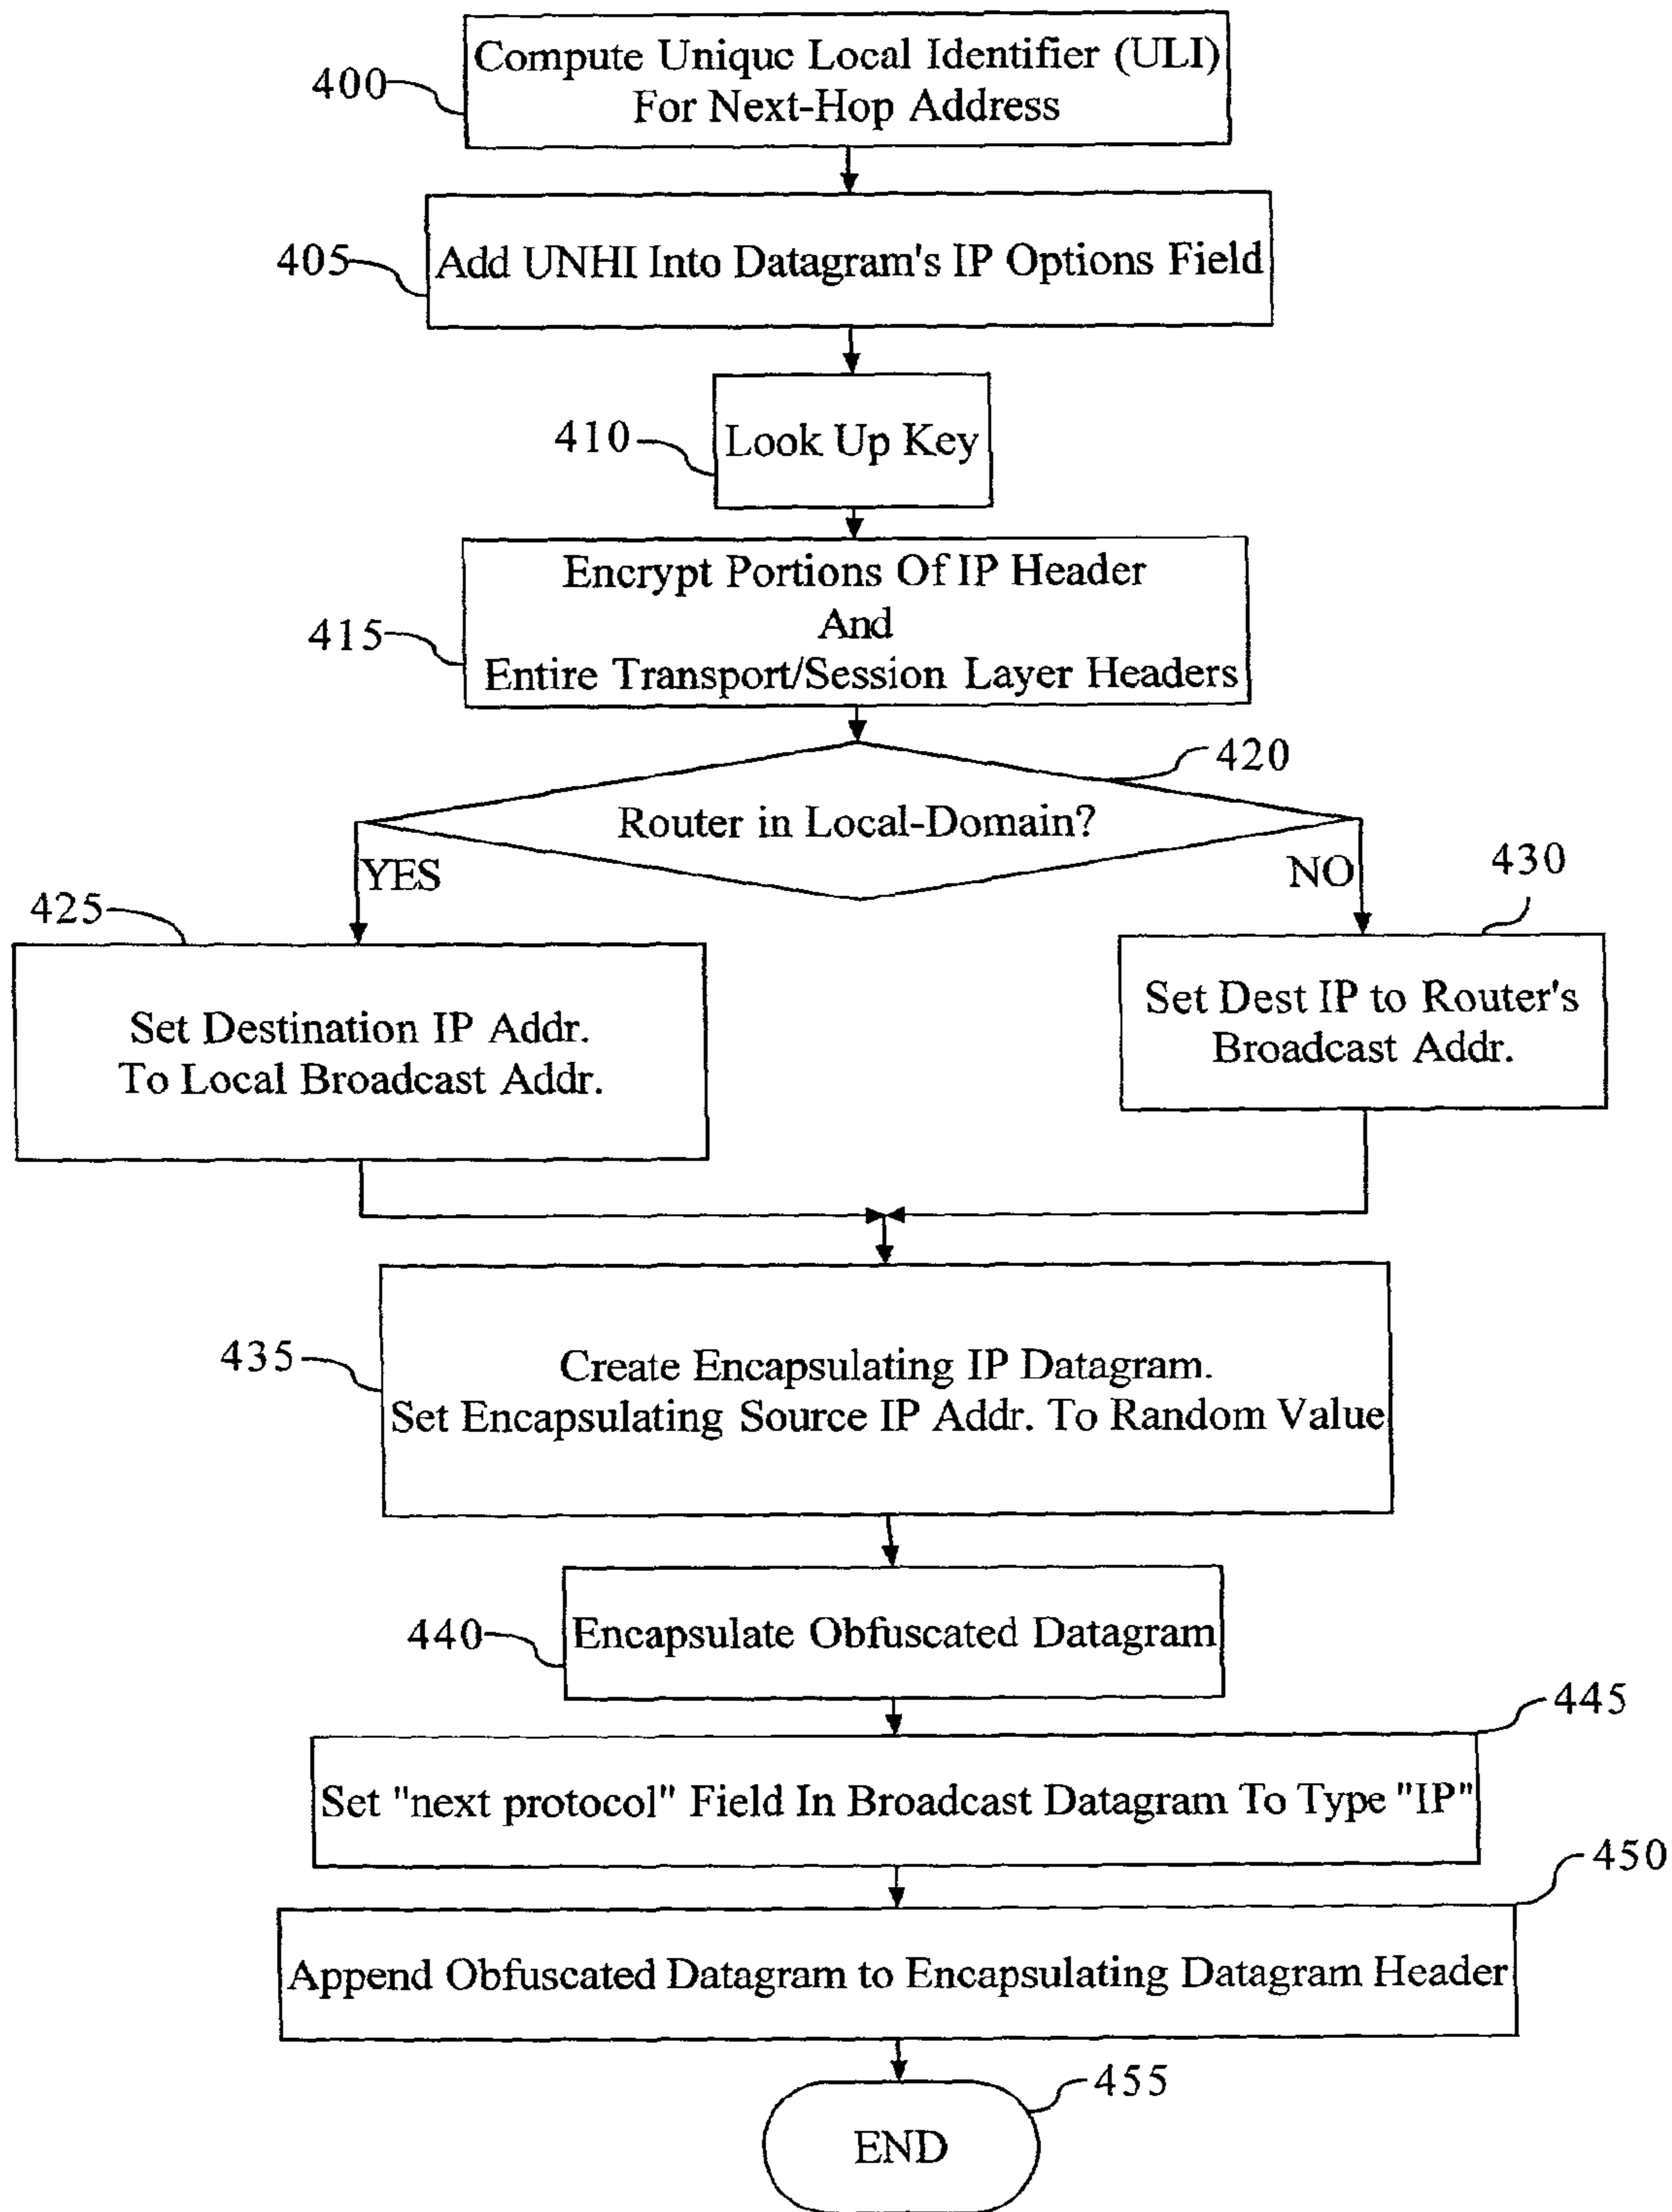 Compute Unique Local Identifier (ULI)
For Next-Hop Address
400
Add UNHI Into Datagram's IP Options Field
405
Look Up Key
410
Encrypt Portions Of IP Header
And
Entire Transport/Session Layer Headers
415
420
Router in Local-Domain?
YES
NO
425
Set Destination IP Addr.
To Local Broadcast Addr.
430
Set Dest IP to Router's
Broadcast Addr.
435
Create Encapsulating IP Datagram.
Set Encapsulating Source IP Addr. To Random Value
440
Encapsulate Obfuscated Datagram
445
Set "next protocol" Field In Broadcast Datagram To Type "IP"
450
Append Obfuscated Datagram to Encapsulating Datagram Header
455
END